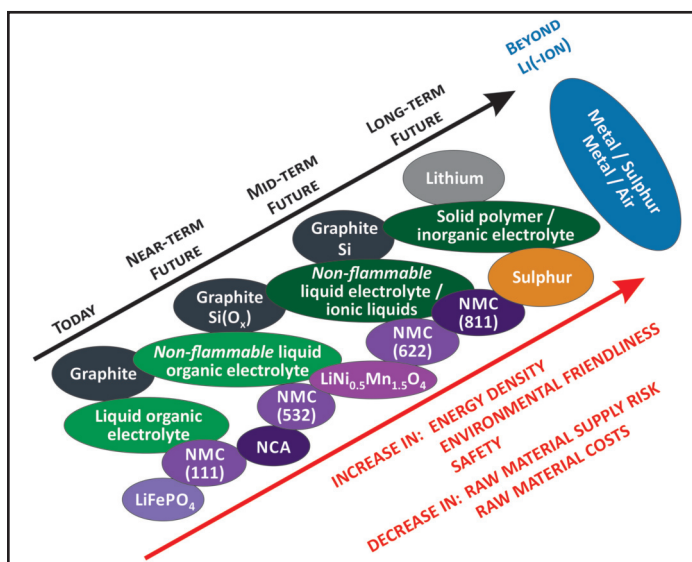 BEYOND
LI(-ION)
LONG-TERM
FUTURE
MID-TERM
FUTURE
NEAR-TERM
FUTURE
TODAY
Metal / Sulphur
Metal / Air
Lithium
Solid polymer /
inorganic electrolyte
Graphite
Si
Non-flammable
liquid electrolyte /
ionic liquids
Sulphur
NMC
(811)
Graphite
Si(Oₓ)
NMC
(622)
Non-flammable liquid
organic electrolyte
LiNi₀.₅Mn₁.₅O₄
Graphite
NMC
(532)
Liquid organic
electrolyte
NCA
NMC
(111)
LiFePO₄
INCREASE IN: ENERGY DENSITY
ENVIRONMENTAL FRIENDLINESS
SAFETY
DECREASE IN: RAW MATERIAL SUPPLY RISK
RAW MATERIAL COSTS